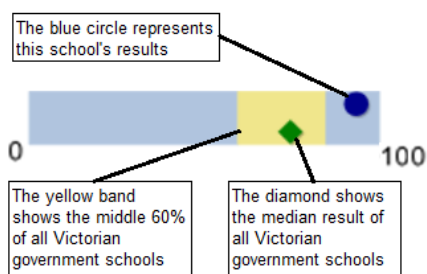 The blue circle represents
this school's results
0
100
The yellow band
shows the middle 60%
of all Victorian
government schools
The diamond shows
the median result of
all Victorian
government schools